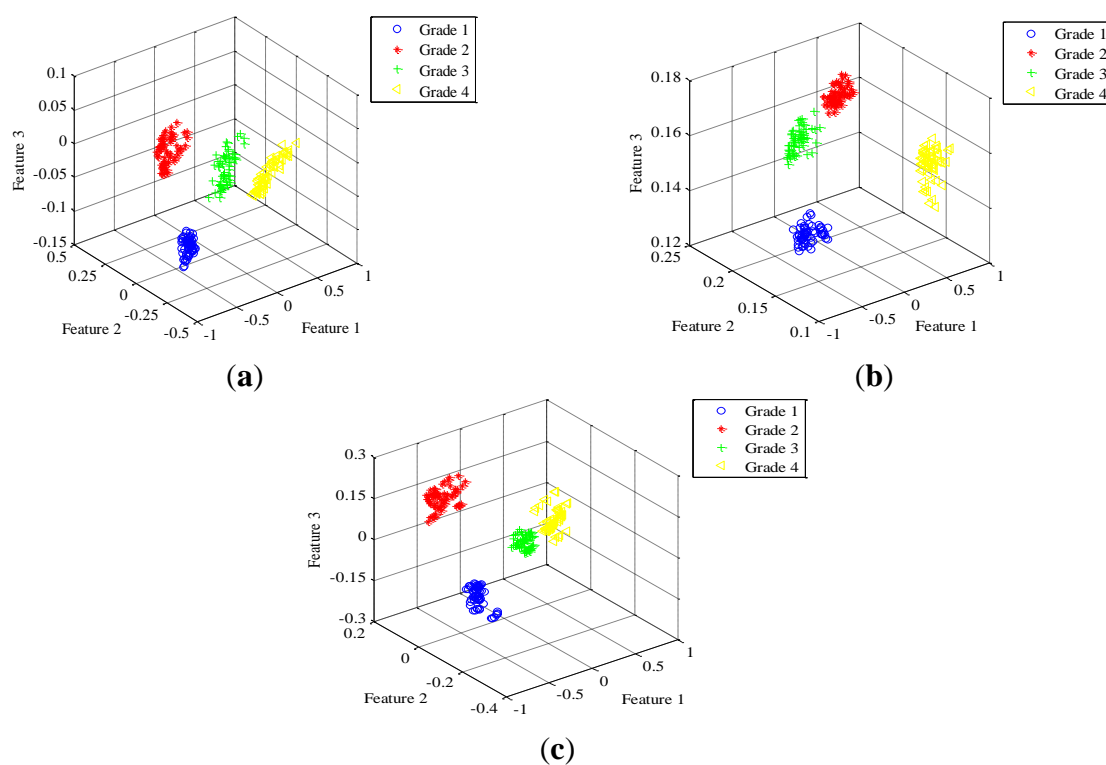 Grade 1
Grade 2
Grade 3
Grade 4
Feature 3
0.1
0.05
0
-0.05
-0.1
-0.15
0.5
0.25
0
-0.25
-0.5
Feature 2
-1
-0.5
0
0.5
1
Feature 1
(a)
Grade 1
Grade 2
Grade 3
Grade 4
Feature 3
0.18
0.16
0.14
0.12
0.25
0.2
0.15
0.1
Feature 2
-1
-0.5
0
0.5
1
Feature 1
(b)
Grade 1
Grade 2
Grade 3
Grade 4
Feature 3
0.3
0.15
0
-0.15
-0.3
0.2
0
-0.2
-0.4
Feature 2
-1
-0.5
0
0.5
1
Feature 1
(c)